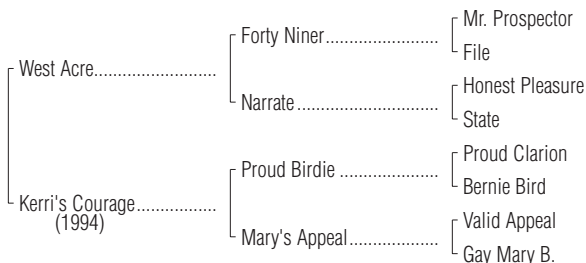 Mr. Prospector
Forty Niner........................
File
West Acre..........................
Honest Pleasure
Narrate..............................
State
Proud Clarion
Proud Birdie .....................
Bernie Bird
Kerri's Courage.................
(1994)
Valid Appeal
Mary's Appeal...................
Gay Mary B.